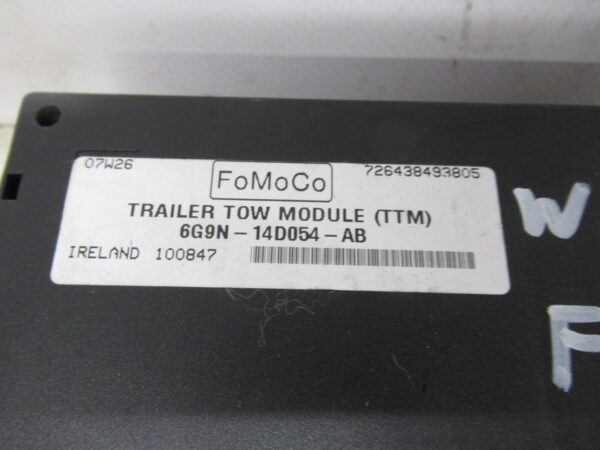 07W26 FoMoCo 726438493805
TRAILER TOW MODULE (TTM)
6G9N-14D054-AB
IRELAND 100847
W
F